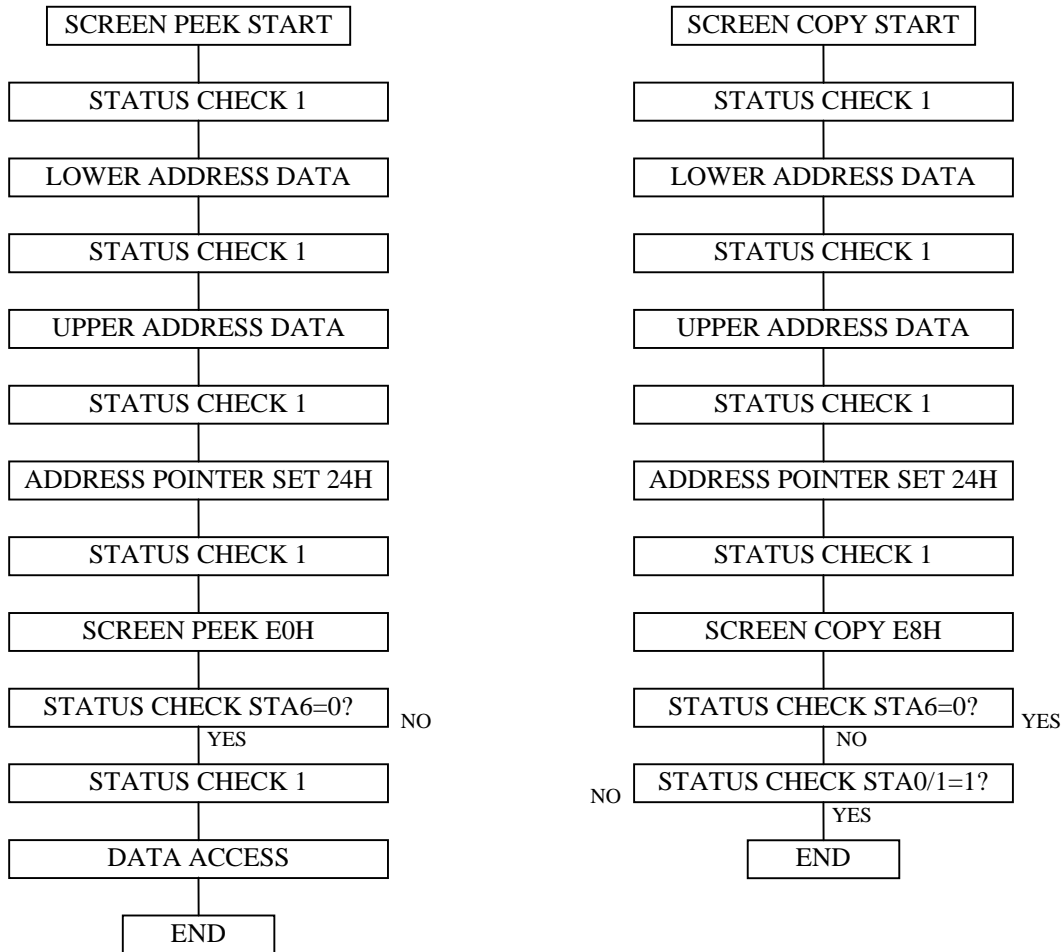 SCREEN PEEK START
STATUS CHECK 1
LOWER ADDRESS DATA
STATUS CHECK 1
UPPER ADDRESS DATA
STATUS CHECK 1
ADDRESS POINTER SET 24H
STATUS CHECK 1
SCREEN PEEK E0H
STATUS CHECK STA6=0?
NO
YES
STATUS CHECK 1
DATA ACCESS
END
SCREEN COPY START
STATUS CHECK 1
LOWER ADDRESS DATA
STATUS CHECK 1
UPPER ADDRESS DATA
STATUS CHECK 1
ADDRESS POINTER SET 24H
STATUS CHECK 1
SCREEN COPY E8H
STATUS CHECK STA6=0?
YES
NO
NO
STATUS CHECK STA0/1=1?
YES
END